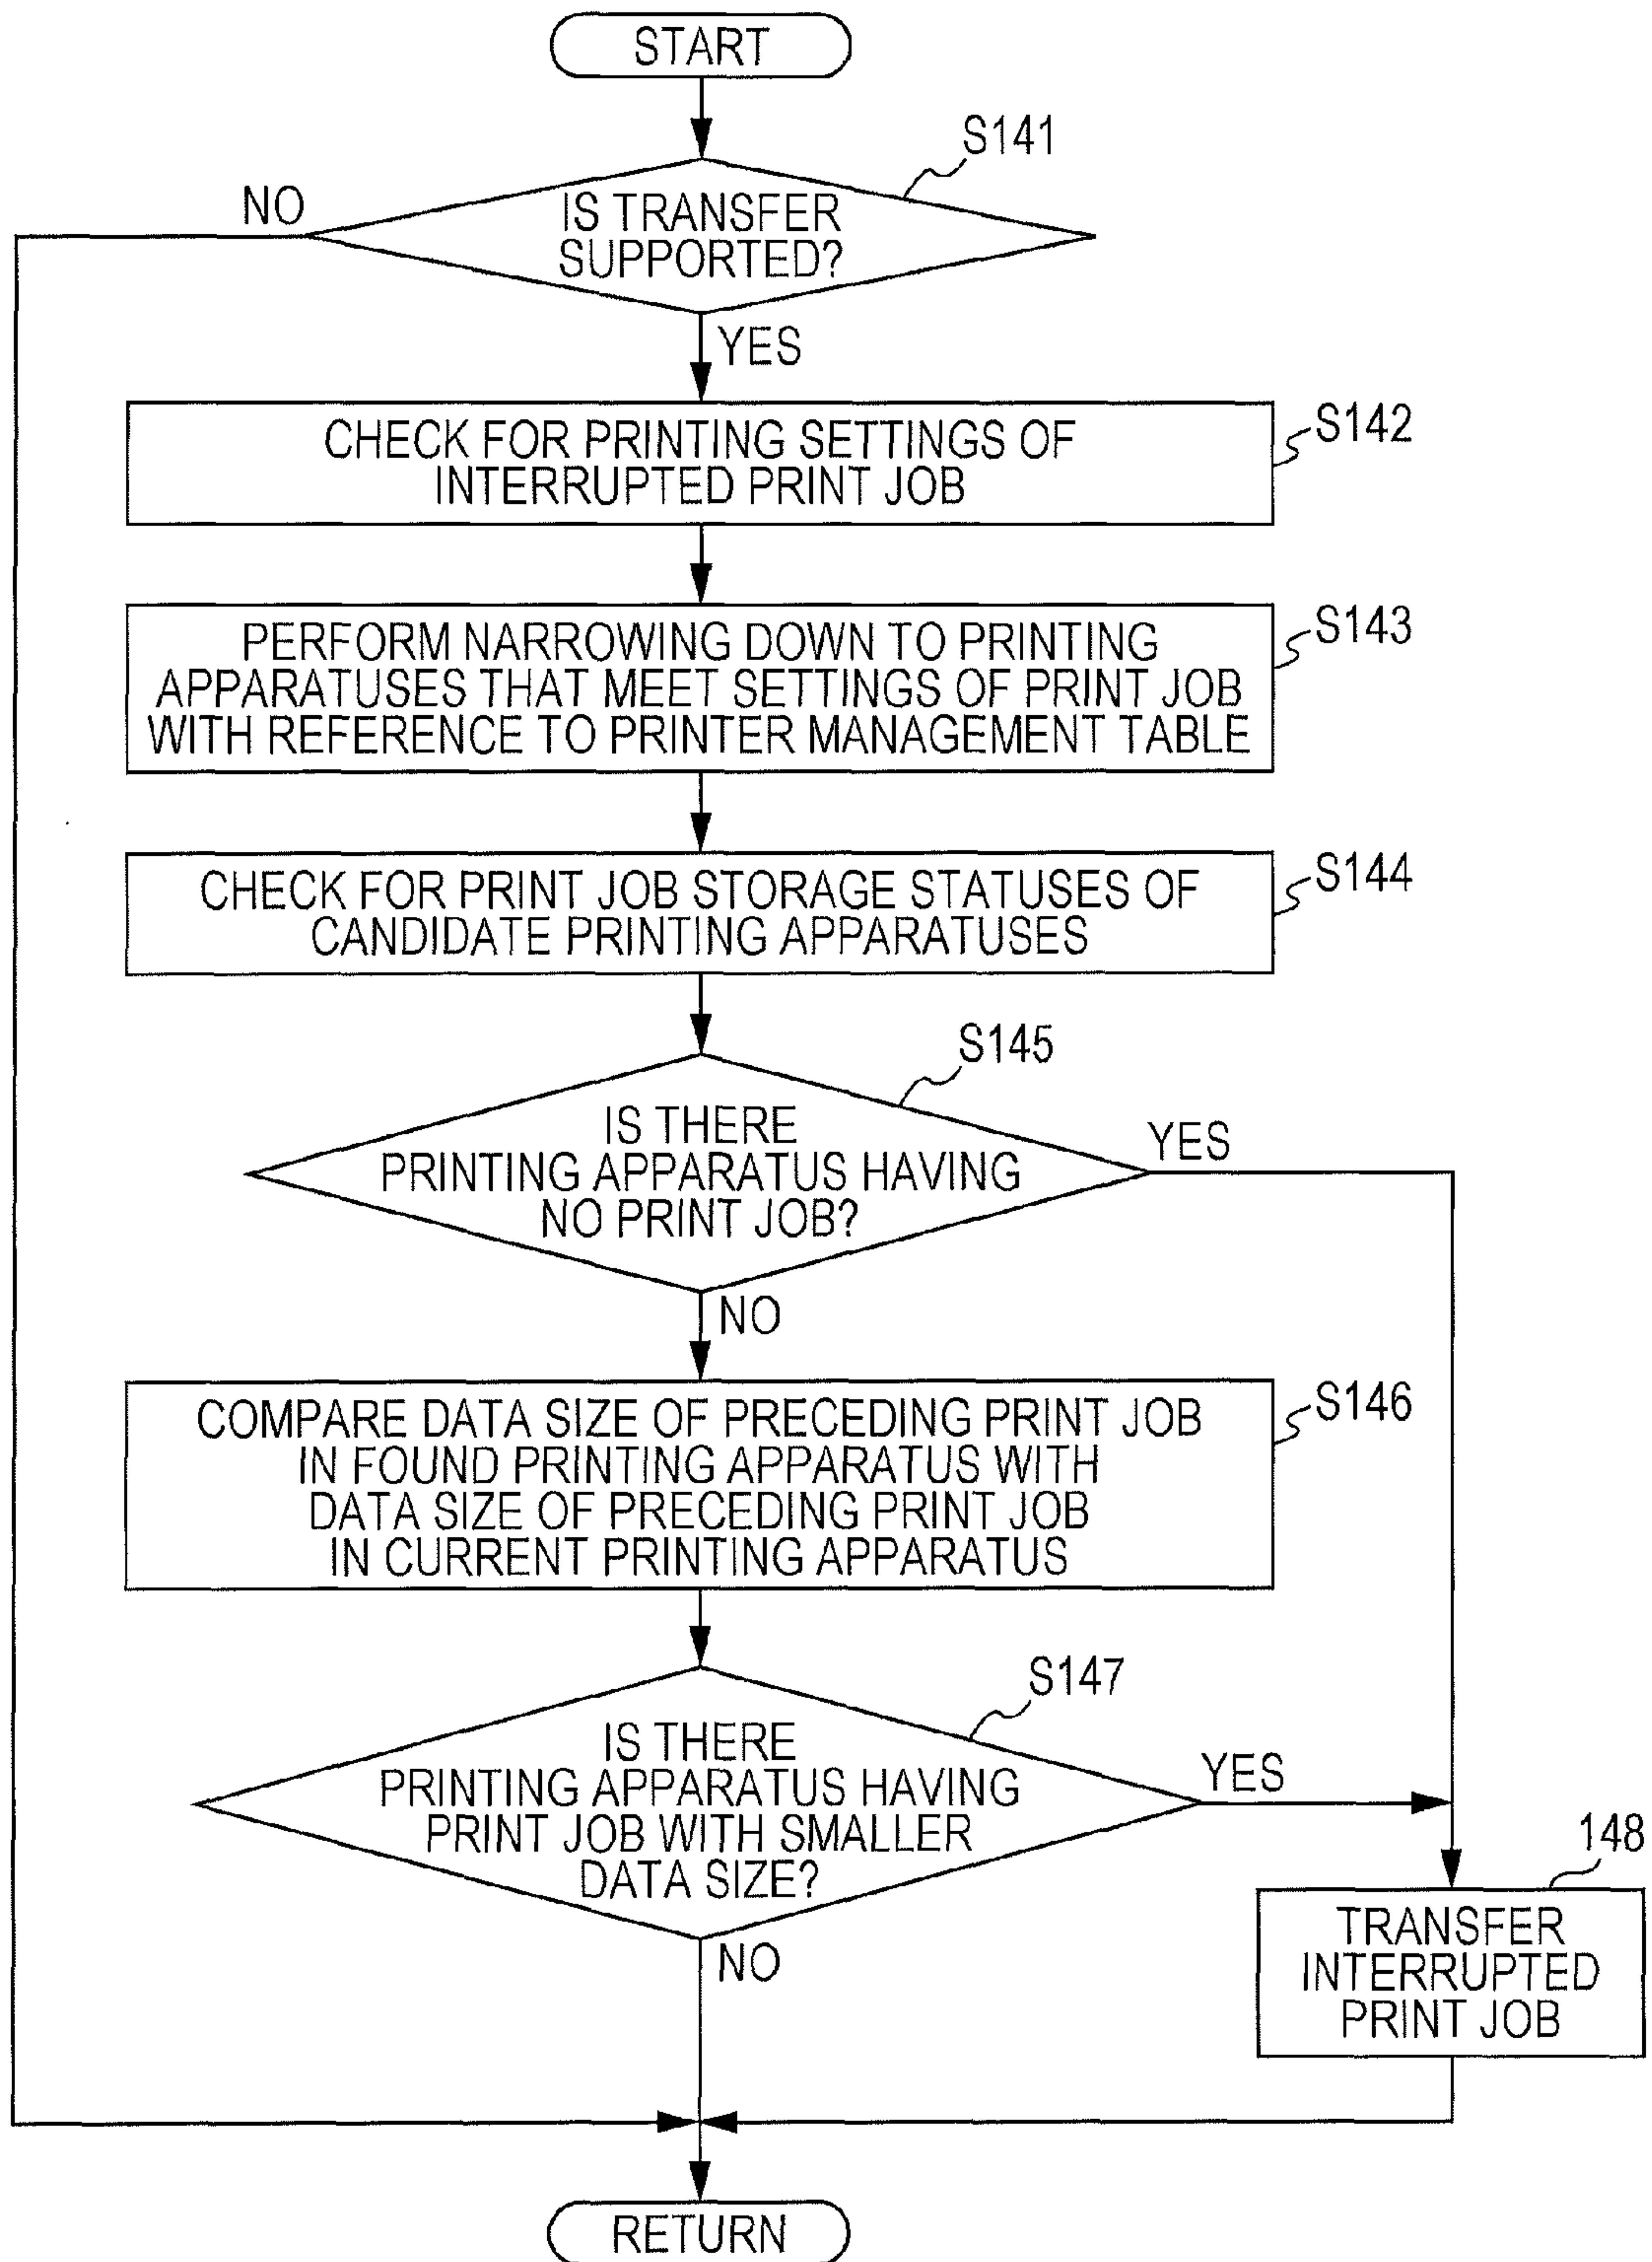 START
S141
NO
IS TRANSFER
SUPPORTED?
YES
CHECK FOR PRINTING SETTINGS OF
INTERRUPTED PRINT JOB
S142
PERFORM NARROWING DOWN TO PRINTING
APPARATUSES THAT MEET SETTINGS OF PRINT JOB
WITH REFERENCE TO PRINTER MANAGEMENT TABLE
S143
CHECK FOR PRINT JOB STORAGE STATUSES OF
CANDIDATE PRINTING APPARATUSES
S144
S145
IS THERE
PRINTING APPARATUS HAVING
NO PRINT JOB?
YES
NO
COMPARE DATA SIZE OF PRECEDING PRINT JOB
IN FOUND PRINTING APPARATUS WITH
DATA SIZE OF PRECEDING PRINT JOB
IN CURRENT PRINTING APPARATUS
S146
S147
IS THERE
PRINTING APPARATUS HAVING
PRINT JOB WITH SMALLER
DATA SIZE?
YES
NO
148
TRANSFER
INTERRUPTED
PRINT JOB
RETURN